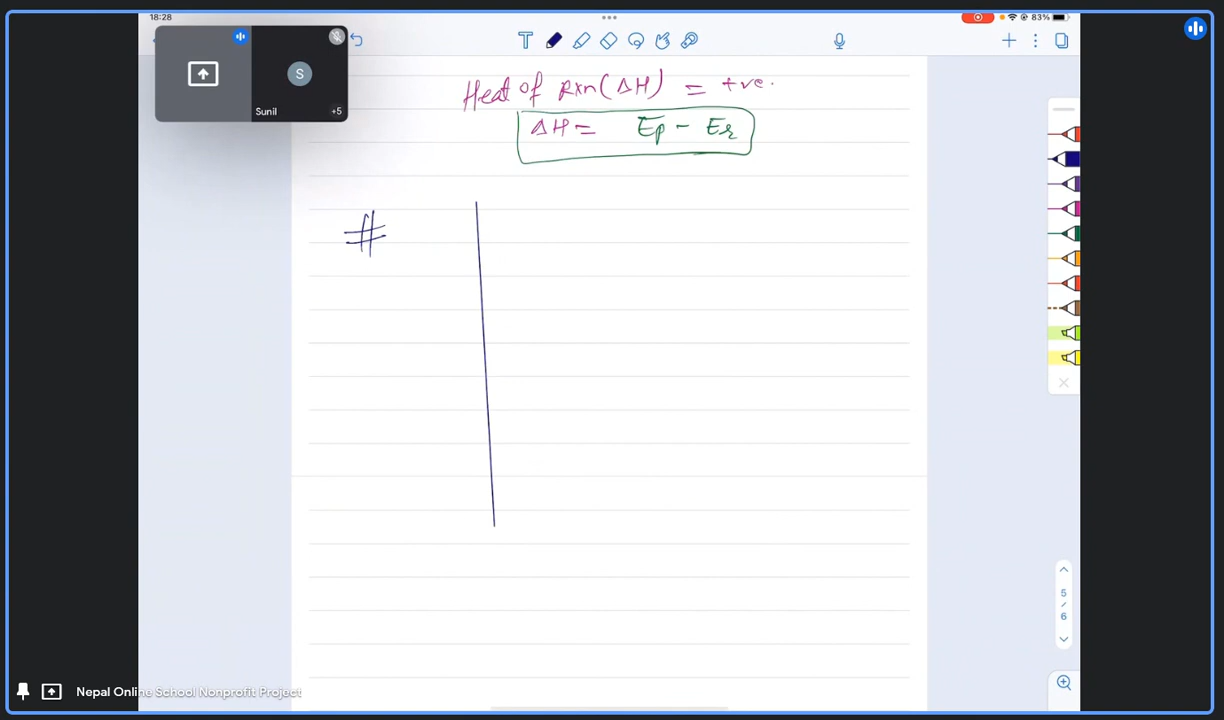 18:28
83%
T
S
Sunil
+5
Heat of Rxn (ΔH) = +ve.
ΔH = Ep - Er
#
5
/
6
Nepal Online School Nonprofit Project